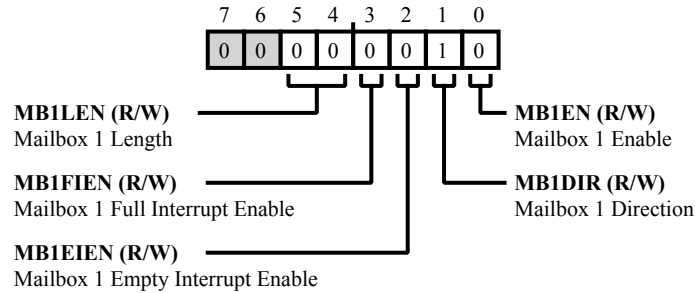 7 6 5 4 3 2 1 0
0 0 0 0 0 0 1 0
MB1LEN (R/W)
Mailbox 1 Length
MB1EN (R/W)
Mailbox 1 Enable
MB1FIEN (R/W)
Mailbox 1 Full Interrupt Enable
MB1DIR (R/W)
Mailbox 1 Direction
MB1EIEN (R/W)
Mailbox 1 Empty Interrupt Enable